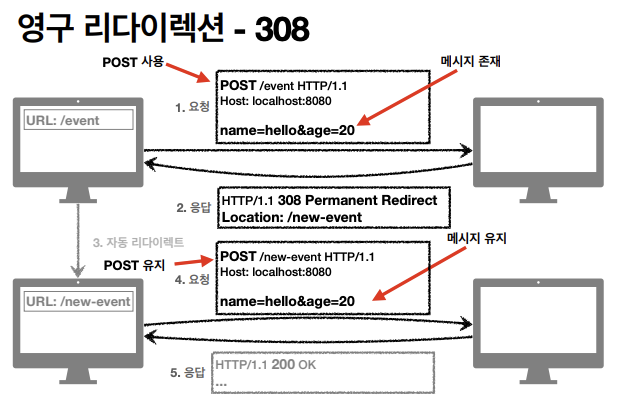 영구 리다이렉션 - 308
POST 사용
메시지 존재
1. 요청
POST /event HTTP/1.1
Host: localhost:8080
name=hello&age=20
URL: /event
2. 응답
HTTP/1.1 308 Permanent Redirect
Location: /new-event
3. 자동 리다이렉트
POST 유지
메시지 유지
4. 요청
POST /new-event HTTP/1.1
Host: localhost:8080
name=hello&age=20
URL: /new-event
5. 응답
HTTP/1.1 200 OK
...